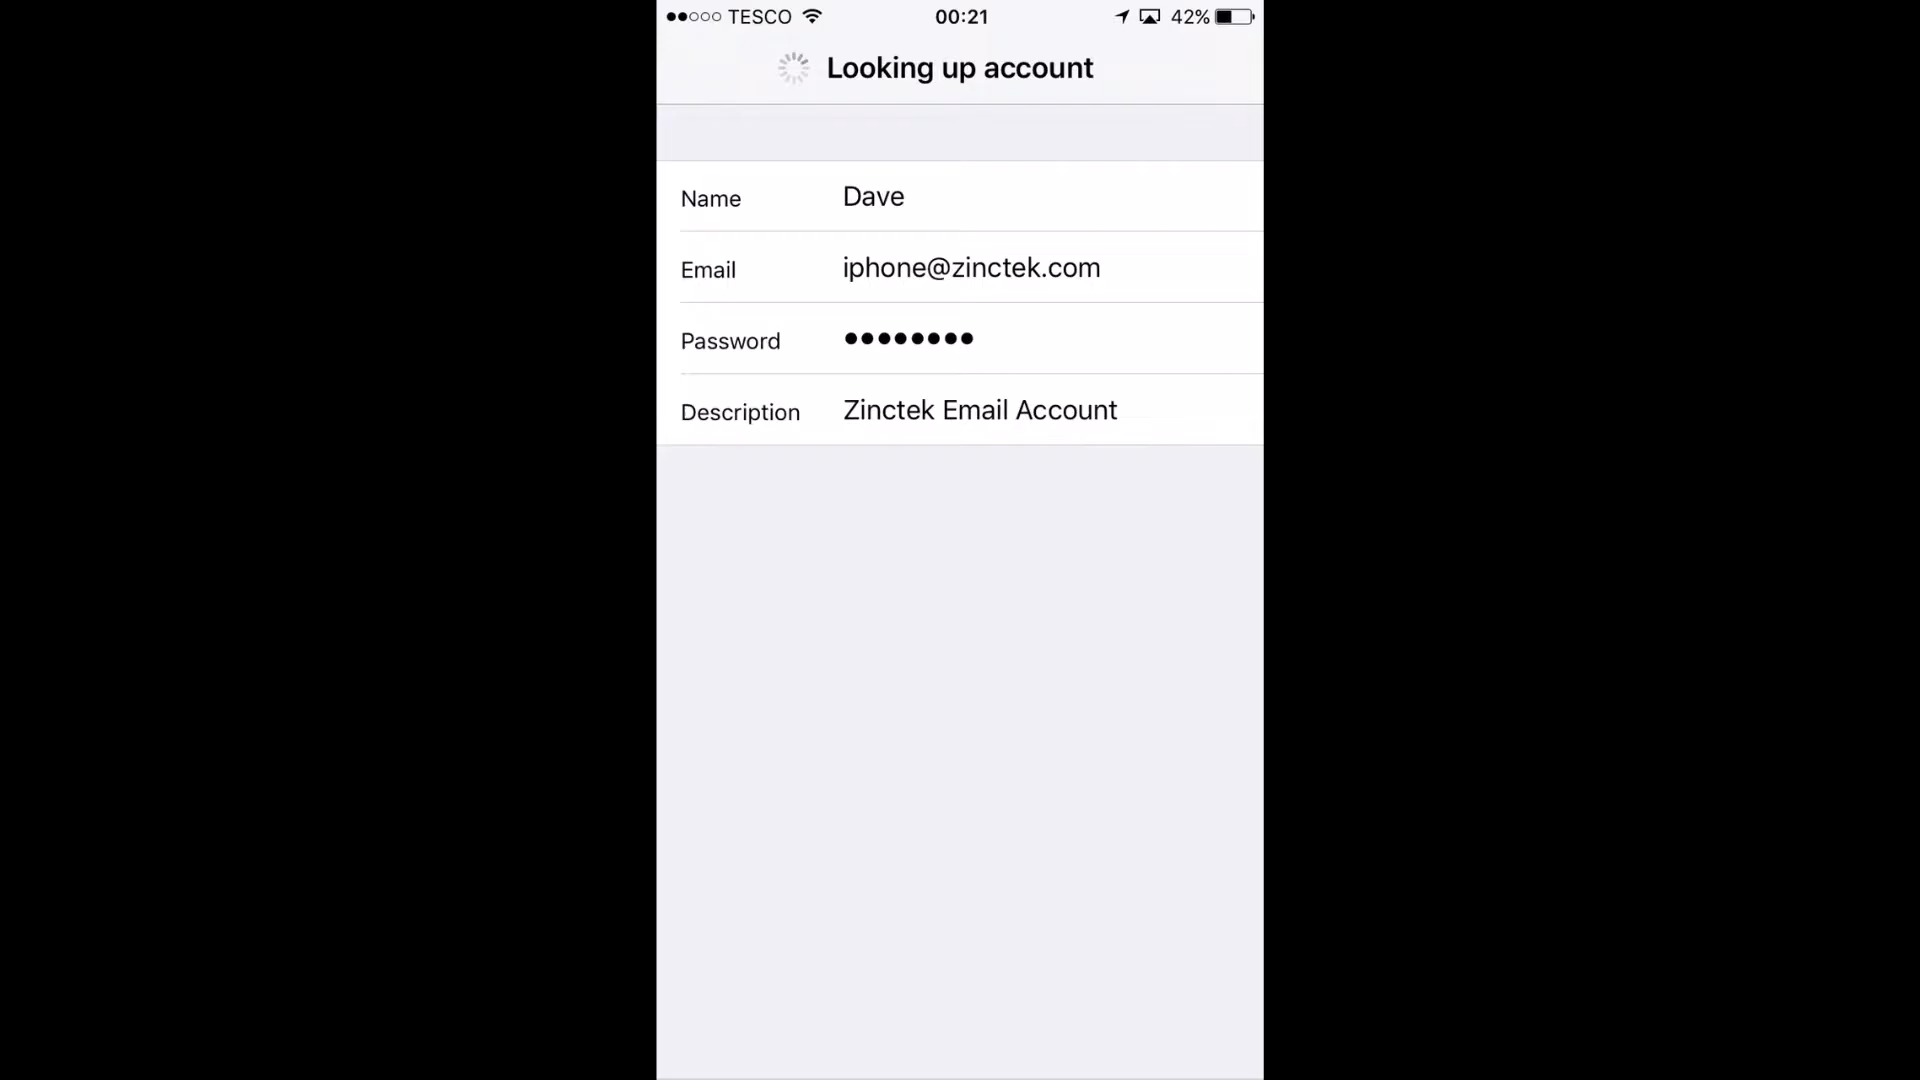 TESCO 00:21 42%
Looking up account
Name Dave
Email iphone@zinctek.com
Password ••••••••
Description Zinctek Email Account